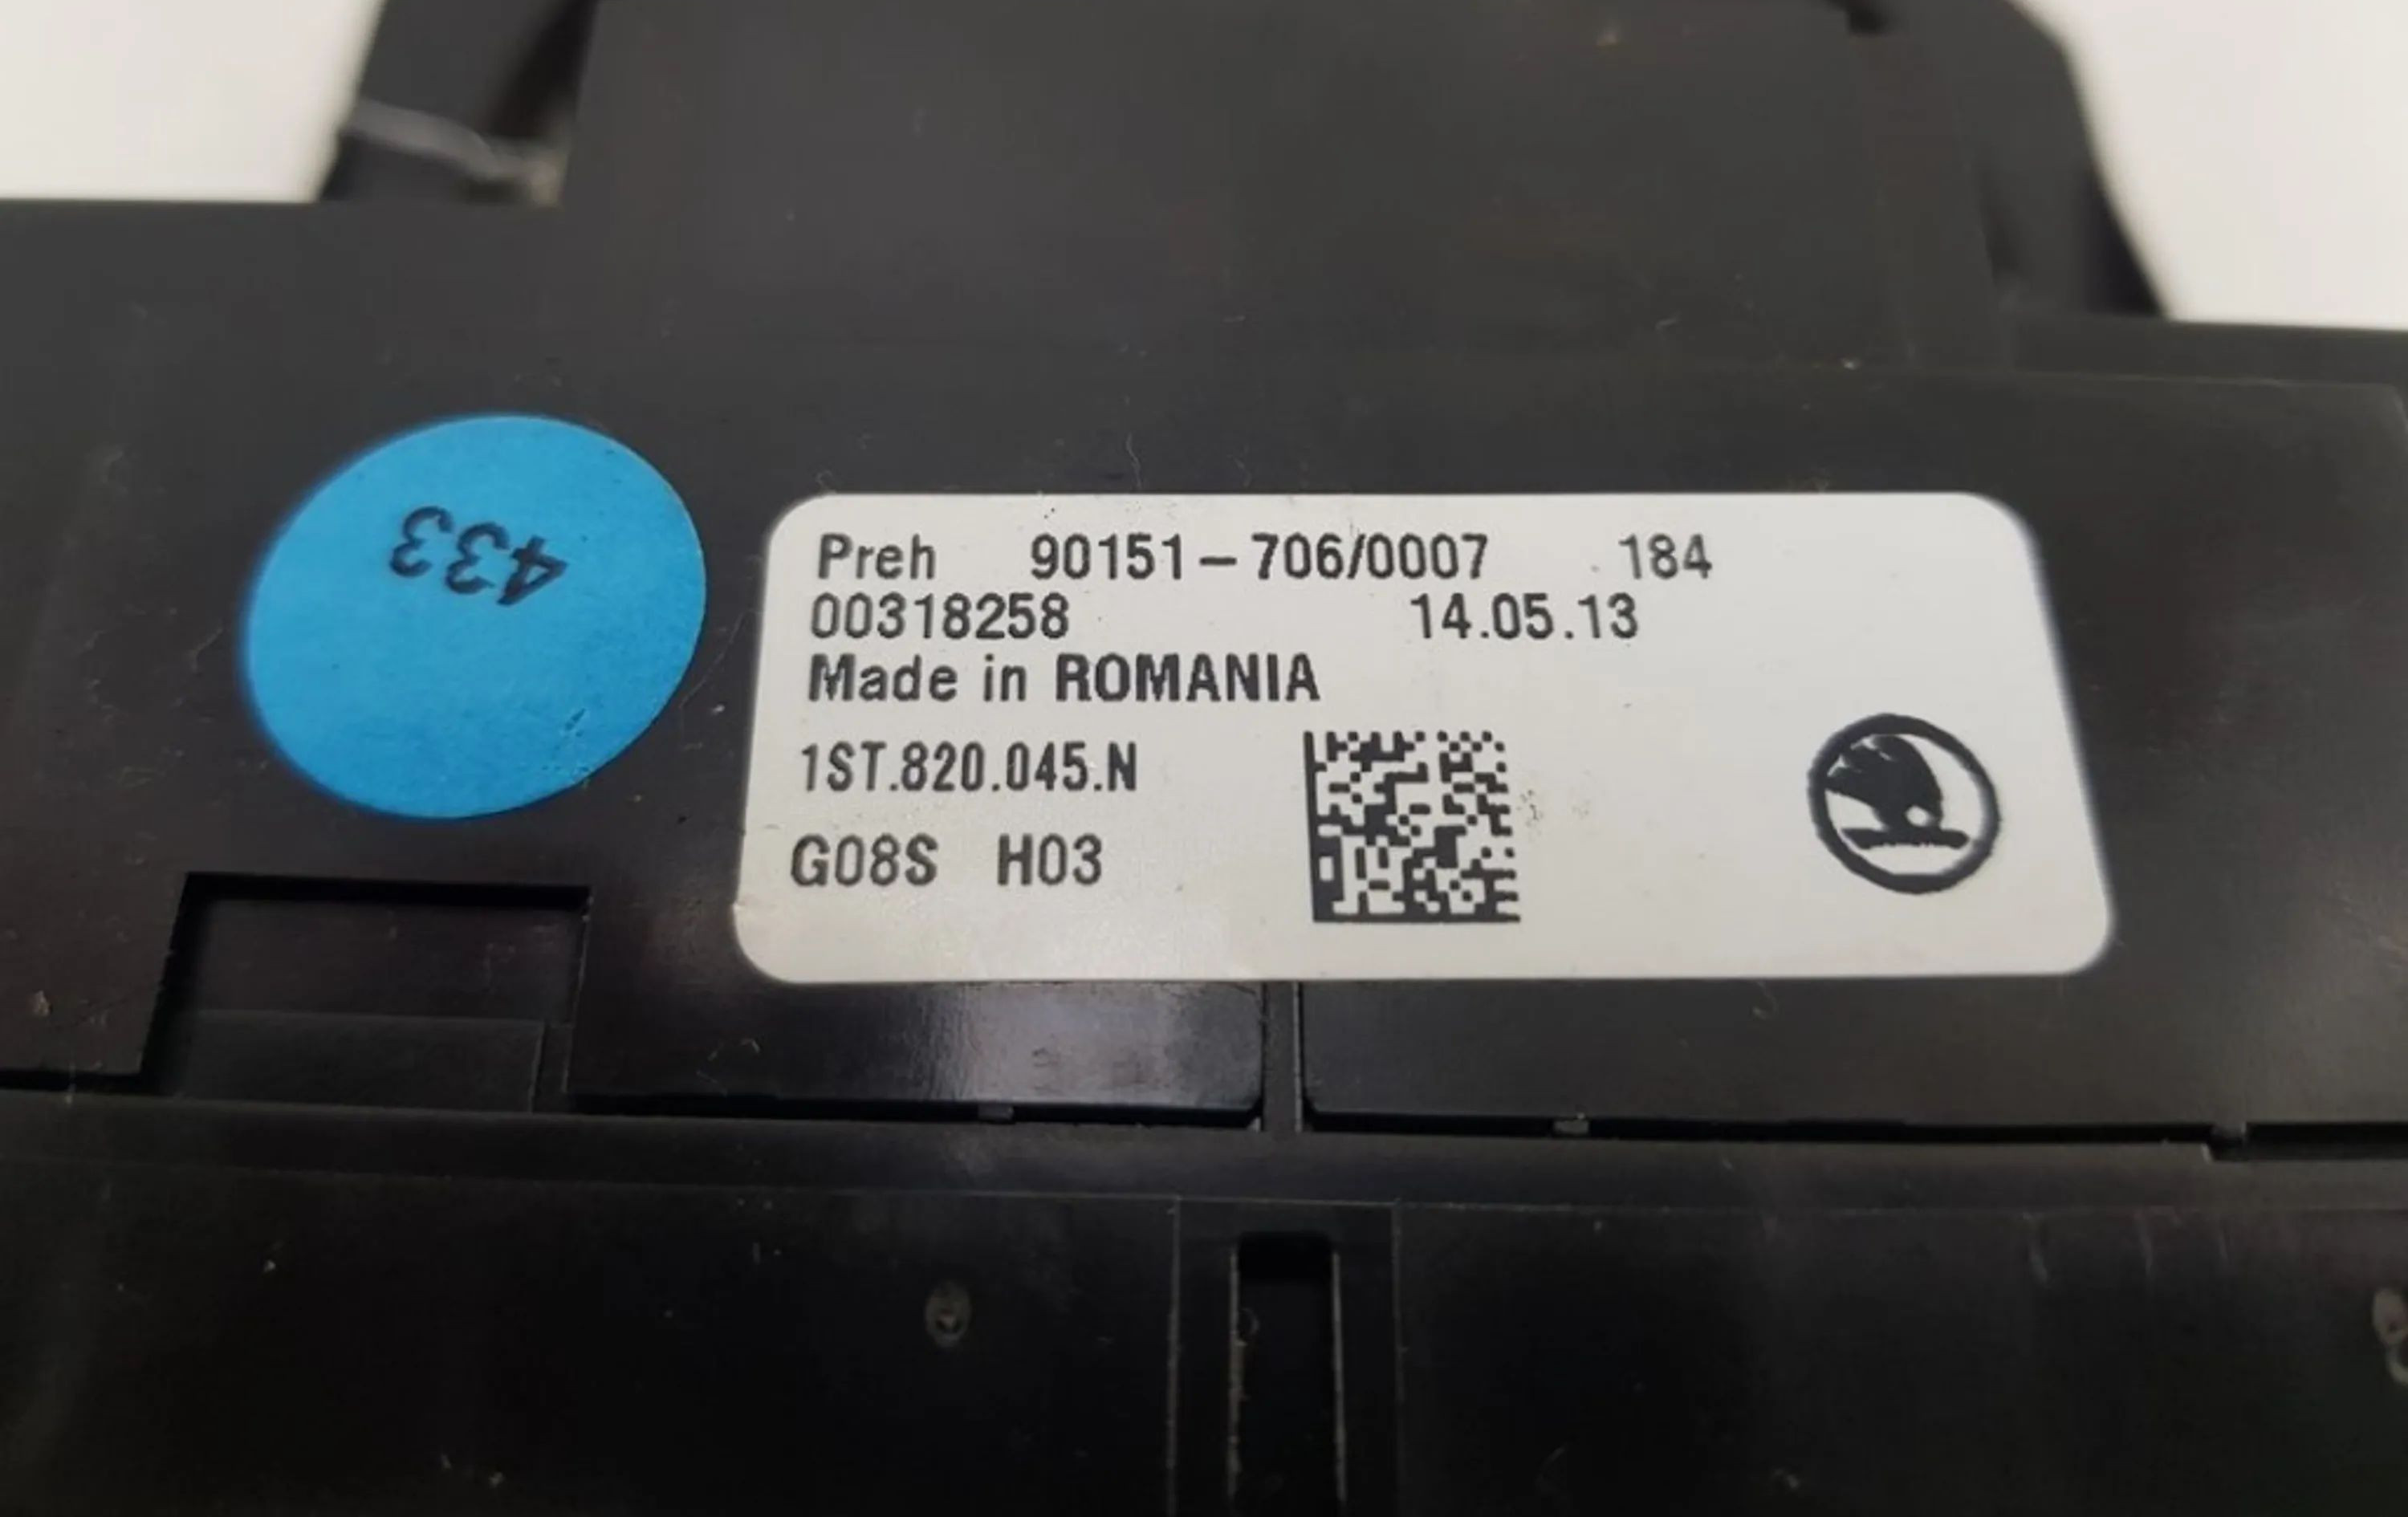 433
Preh 90151-706/0007 184
00318258 14.05.13
Made in ROMANIA
1ST.820.045.N
G08S H03